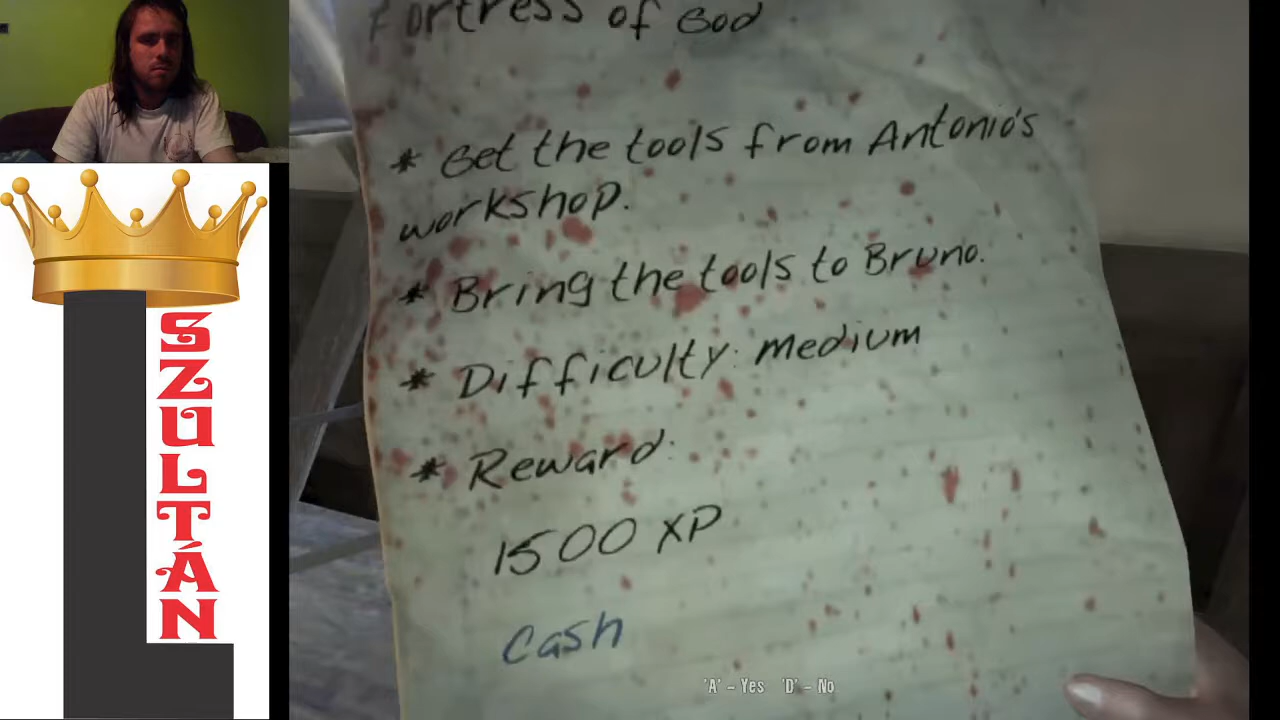 Fortress of God
* Get the tools from Antonio's
workshop.
* Bring the tools to Bruno.
* Difficulty: medium
* Reward:
1500 XP
Cash
'A' - Yes 'D' - No
L SZULTÁN